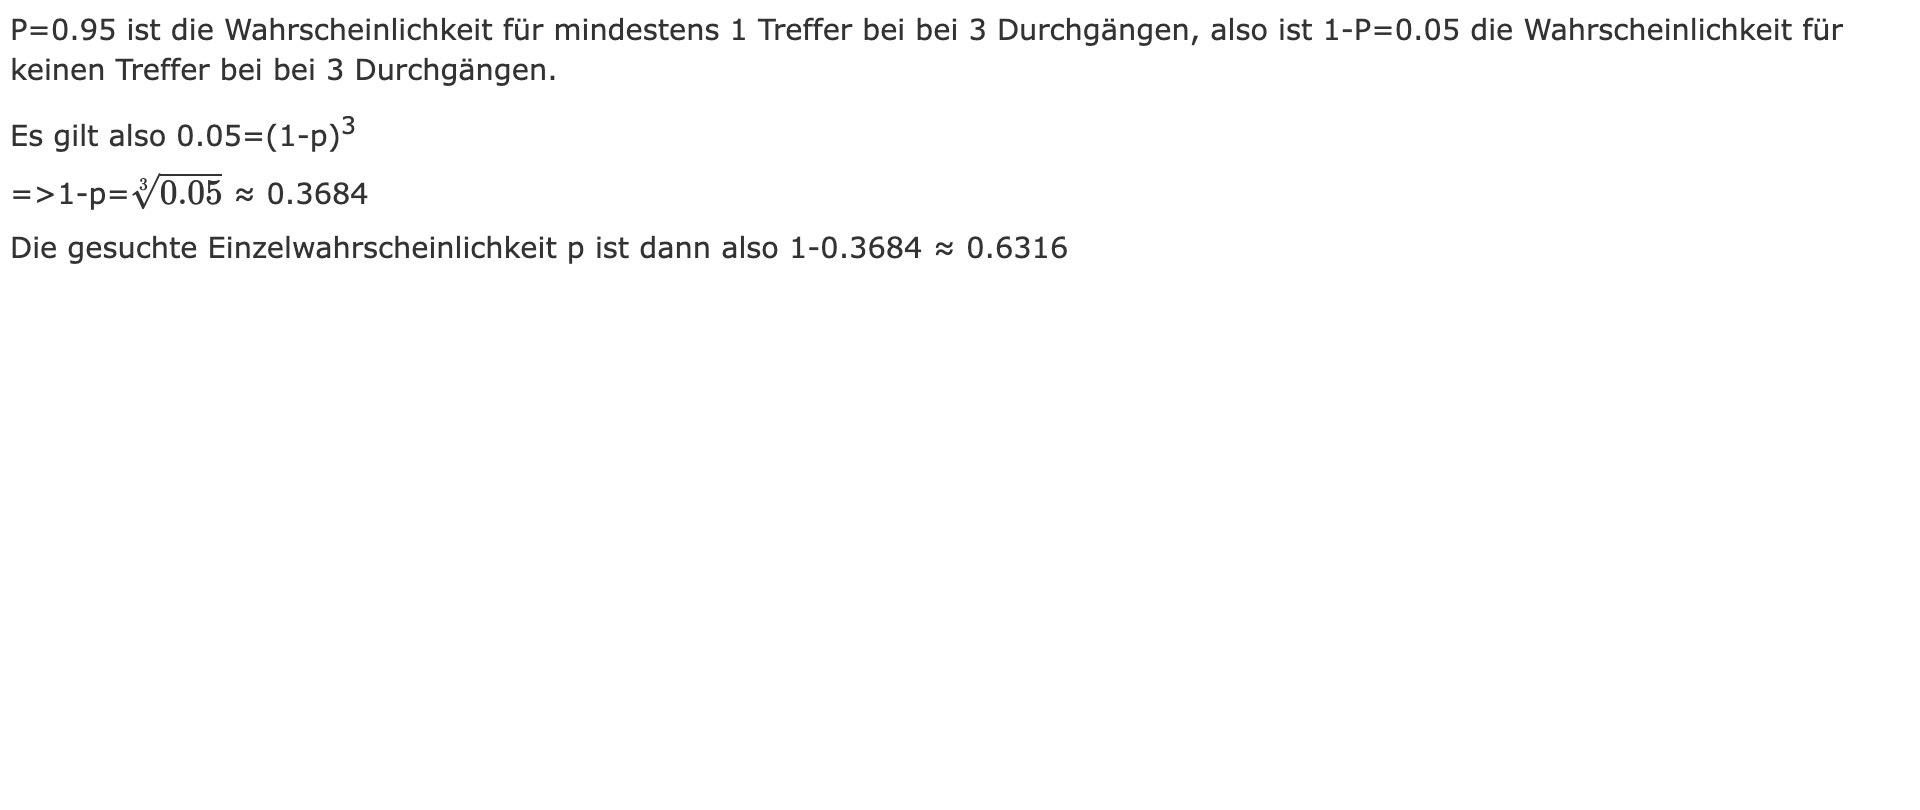 P=0.95 ist die Wahrscheinlichkeit für mindestens 1 Treffer bei bei 3 Durchgängen, also ist 1-P=0.05 die Wahrscheinlichkeit für
keinen Treffer bei bei 3 Durchgängen.
Es gilt also 0.05=(1-p)³
=>1-p=∛0.05 ≈ 0.3684
Die gesuchte Einzelwahrscheinlichkeit p ist dann also 1-0.3684 ≈ 0.6316